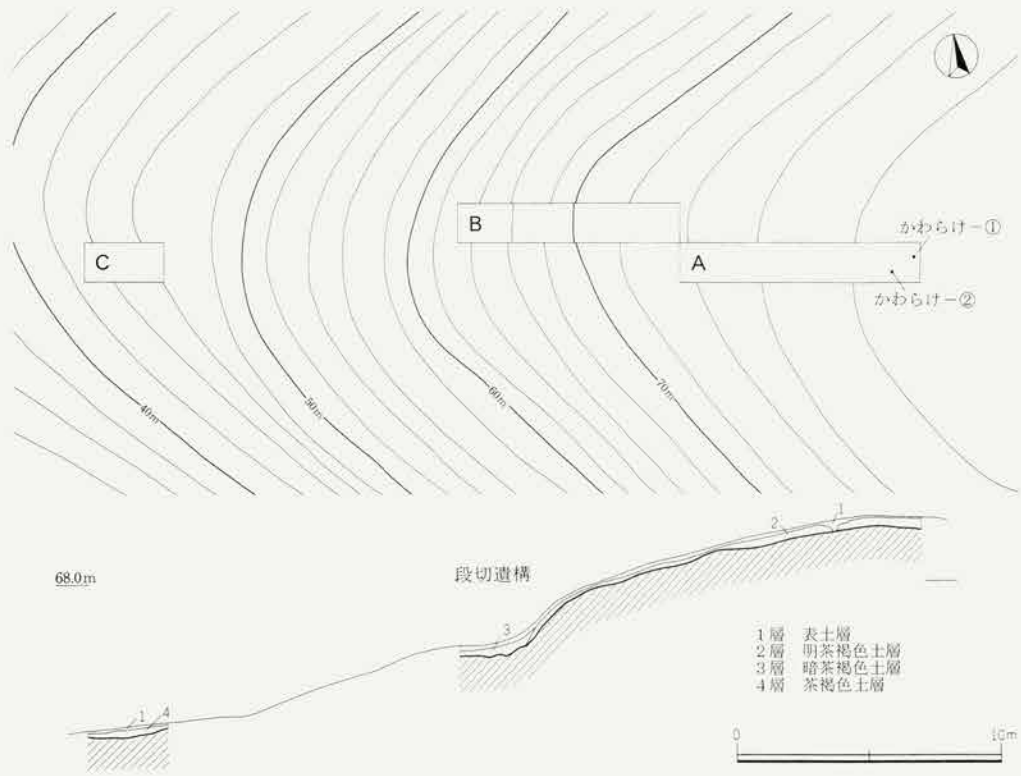 B
C
A
かわらけ-①
かわらけ-②
40m
50m
60m
70m
1
2
68.0m
段切遺構
3
1層 表土層
2層 明茶褐色土層
3層 暗茶褐色土層
4層 茶褐色土層
1
4
0
10m